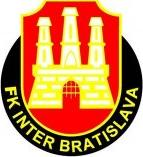 FK INTER BRATISLAVA